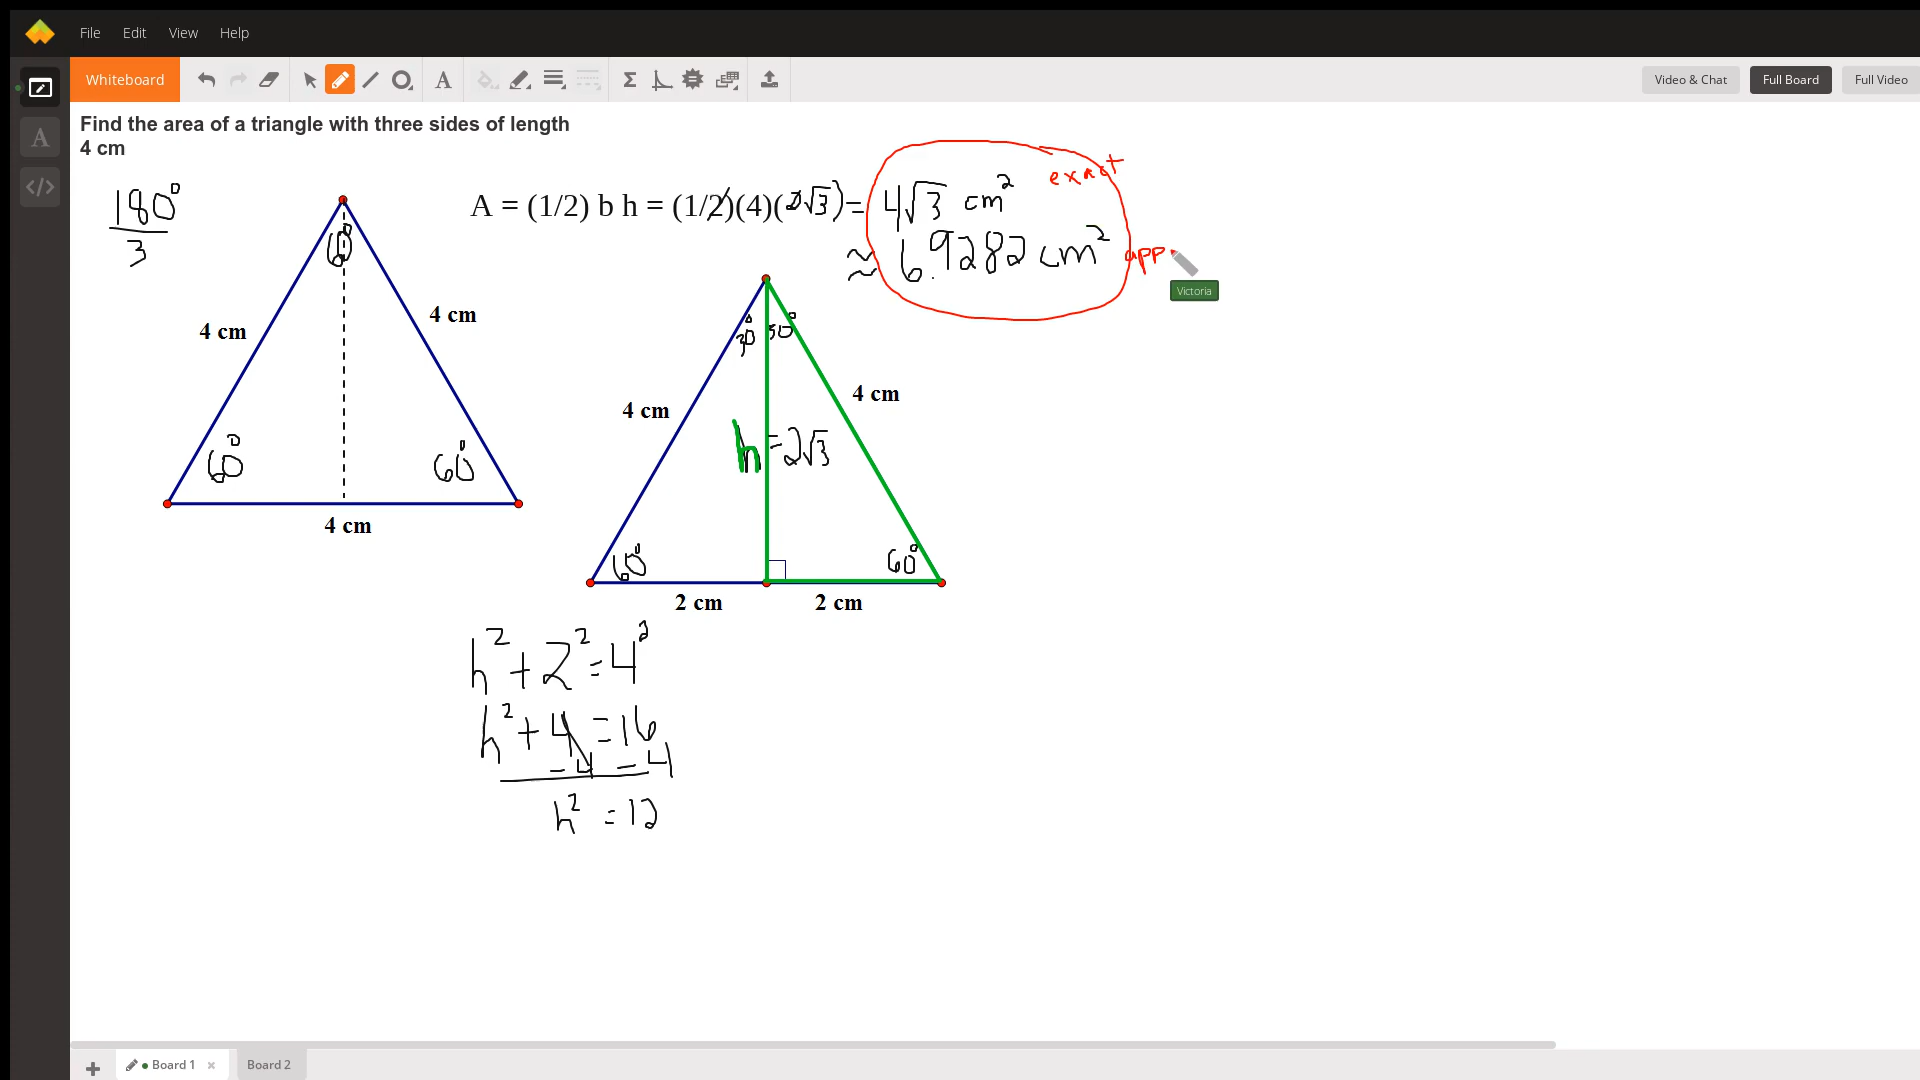 File Edit View Help
Whiteboard
Video & Chat Full Board Full Video
Find the area of a triangle with three sides of length
4 cm
180°
3
A = (1/2) b h = (1/2)(4)(2√3) = 4√3 cm² exact
≈ 6.9282 cm² app
Victoria
60°
4 cm
4 cm
60°
60°
4 cm
30° 30°
4 cm
4 cm
h = 2√3
60°
60°
2 cm
2 cm
h² + 2² = 4²
h² + 4 = 16
- 4 - 4
h² = 12
Board 1 Board 2